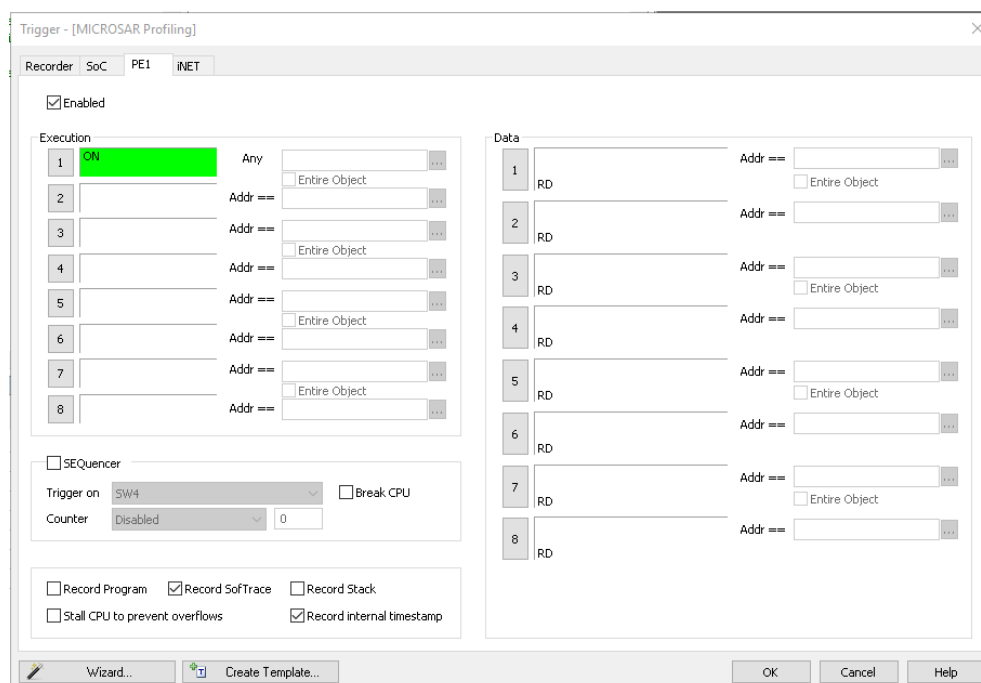 Trigger - [MICROSAR Profiling]
Recorder SoC PE1 iNET
Enabled
Execution
1 ON Any ...
Entire Object
2 Addr == ...
3 Addr == ...
Entire Object
4 Addr == ...
5 Addr == ...
Entire Object
6 Addr == ...
7 Addr == ...
Entire Object
8 Addr == ...
SEQuencer
Trigger on SW4 Break CPU
Counter Disabled 0
Record Program Record SofTrace Record Stack
Stall CPU to prevent overflows Record internal timestamp
Data
1 RD Addr == ...
Entire Object
2 RD Addr == ...
3 RD Addr == ...
Entire Object
4 RD Addr == ...
5 RD Addr == ...
Entire Object
6 RD Addr == ...
7 RD Addr == ...
Entire Object
8 RD Addr == ...
Wizard... Create Template... OK Cancel Help